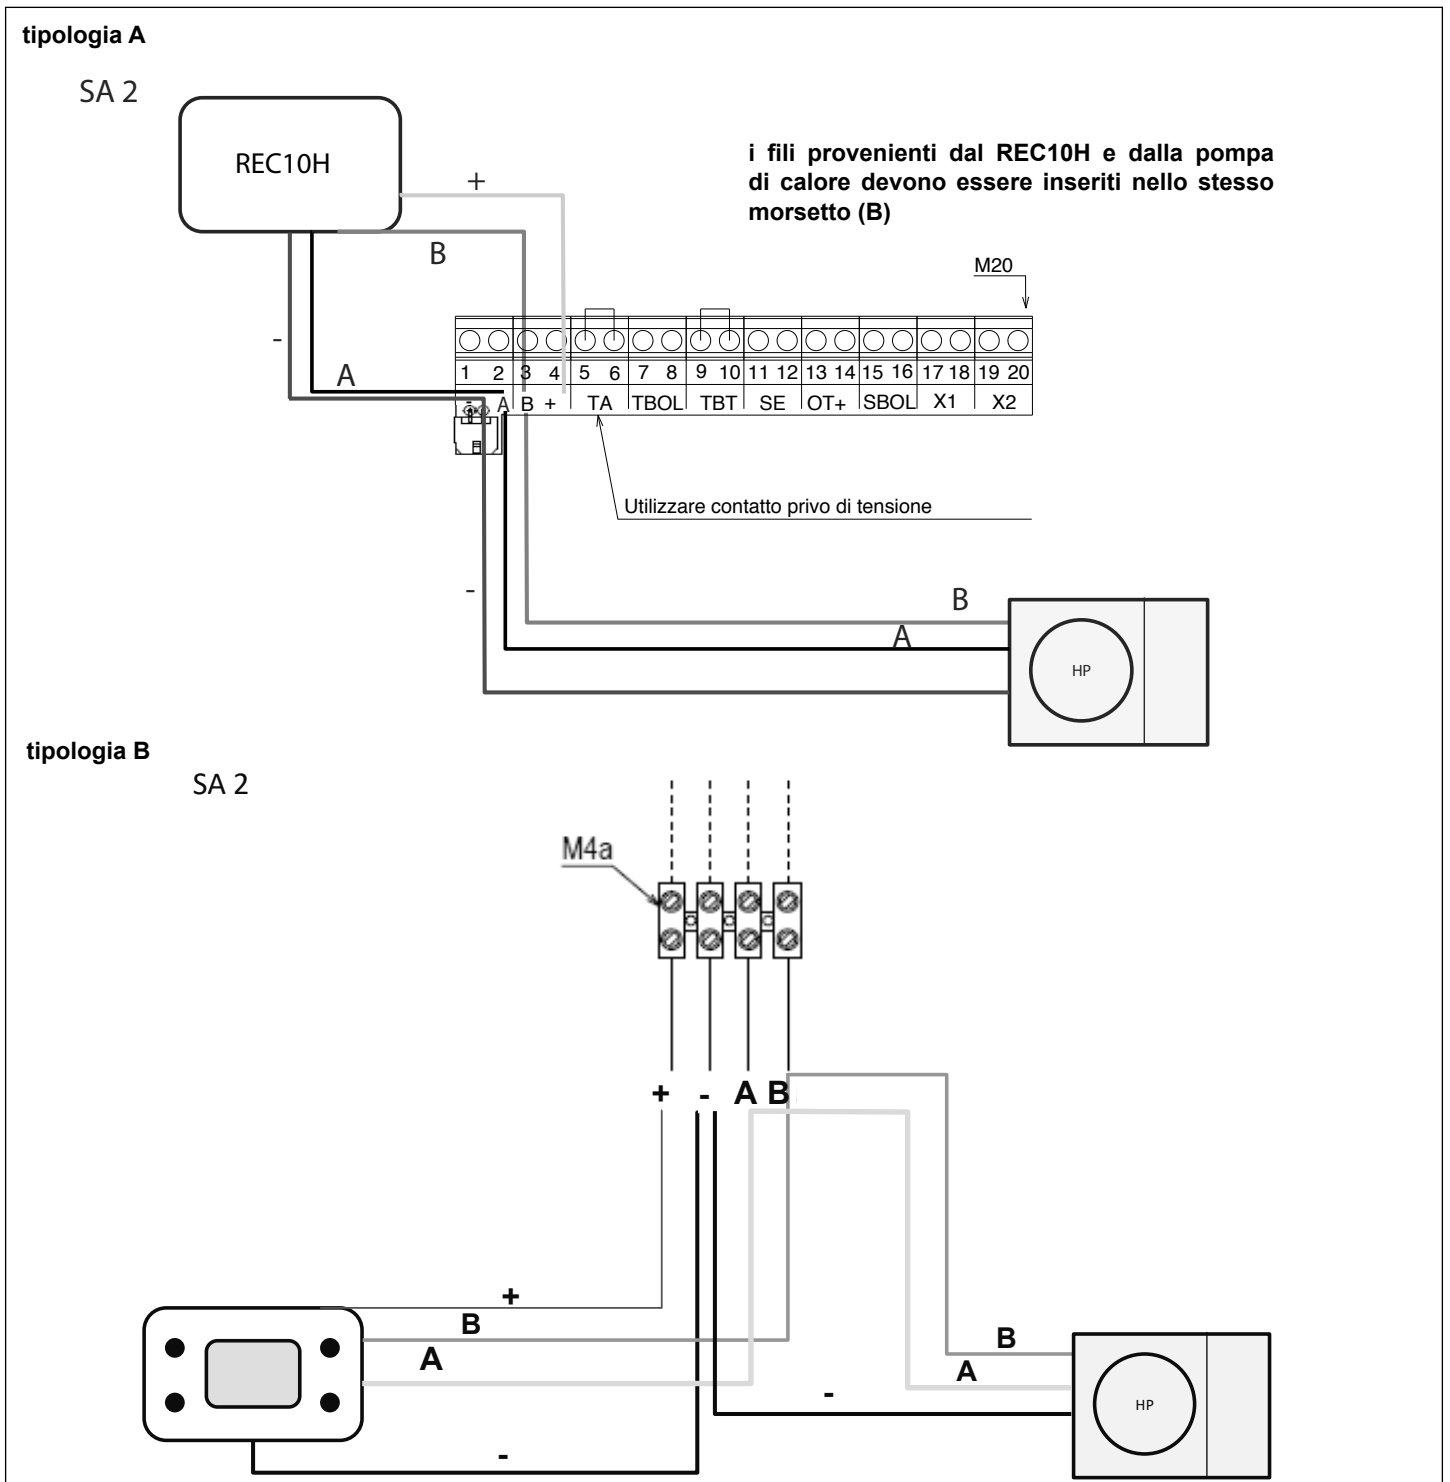 tipologia A
SA 2
REC10H
+
i fili provenienti dal REC10H e dalla pompa
di calore devono essere inseriti nello stesso
morsetto (B)
B
M20
-
A
1 2 3 4 5 6 7 8 9 10 11 12 13 14 15 16 17 18 19 20
- A B + TA TBOL TBT SE OT+ SBOL X1 X2
Utilizzare contatto privo di tensione
-
B
A
HP
tipologia B
SA 2
M4a
+ - A B
+
B
A
-
B
A
-
HP